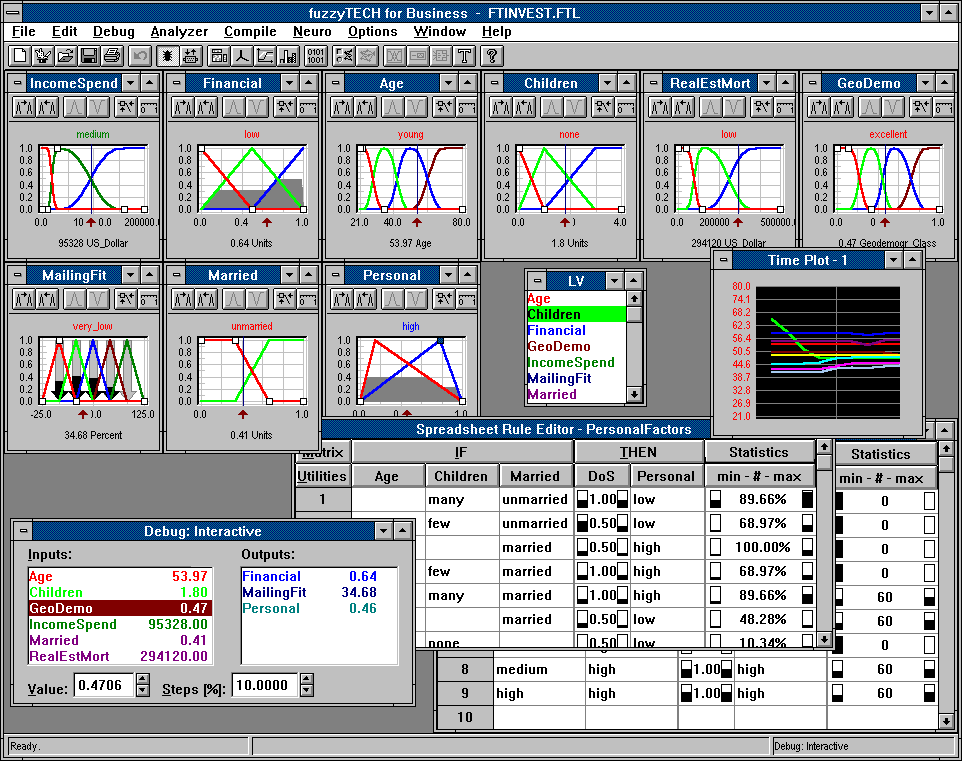 fuzzyTECH for Business - FTINVEST.FTL
File Edit Debug Analyzer Compile Neuro Options Window Help
0101 1001
IncomeSpend Financial Age Children RealEstMort GeoDemo
medium low young none low excellent
1.0 1.0 1.0 1.0 1.0 1.0
0.8 0.8 0.8 0.8 0.8 0.8
0.6 0.6 0.6 0.6 0.6 0.6
0.4 0.4 0.4 0.4 0.4 0.4
0.2 0.2 0.2 0.2 0.2 0.2
0.0 0.0 0.0 0.0 0.0 0.0
0.0 200000. 0.0 1.0 21.0 80.0 0.0 4.0 0.0 200000 500000. 0.0 1.0
95328 US_Dollar 0.64 Units 53.97 Age 1.8 Units 294120 US_Dollar 0.47 Geodemogr_Class
MailingFit Married Personal
very_low unmarried high
1.0 1.0 1.0
0.8 0.8 0.8
0.6 0.6 0.6
0.4 0.4 0.4
0.2 0.2 0.2
0.0 0.0 0.0
-25.0 125.0 0.0 1.0 0.0 1.0
34.68 Percent 0.41 Units
LV
Age
Children
Financial
GeoDemo
IncomeSpend
MailingFit
Married
Time Plot - 1
80.0
74.1
68.2
62.3
56.4
50.5
44.6
38.7
32.8
26.9
21.0
Spreadsheet Rule Editor - PersonalFactors
Matrix IF THEN Statistics
Utilities Age Children Married DoS Personal min - # - max
1 many unmarried 1.00 low 89.66%
few unmarried 0.50 low 68.97%
married 0.50 high 100.00%
few married 1.00 high 68.97%
many married 1.00 high 89.66%
married 0.50 low 48.28%
none 0.50 low 10.34%
Statistics
min - # - max
0
0
0
0
60
60
0
8 medium high 1.00 high 60
9 high high 1.00 high 60
10
Debug: Interactive
Inputs: Outputs:
Age 53.97
Children 1.80
GeoDemo 0.47
IncomeSpend 95328.00
Married 0.41
RealEstMort 294120.00
Financial 0.64
MailingFit 34.68
Personal 0.46
Value: 0.4706 Steps [%]: 10.0000
Ready. Debug: Interactive